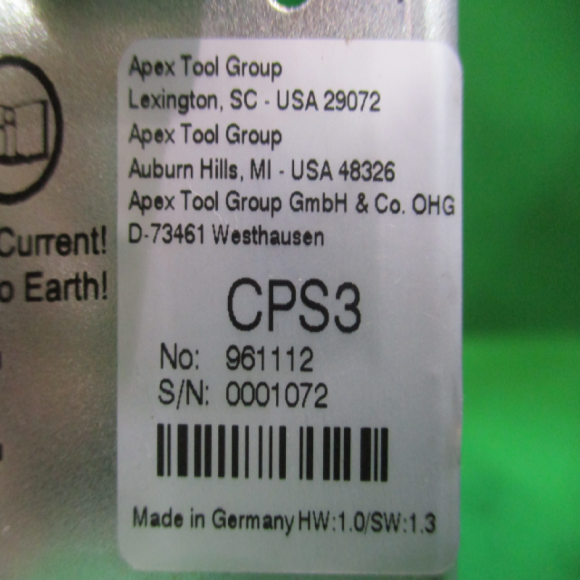 Apex Tool Group
Lexington, SC - USA 29072
Apex Tool Group
Auburn Hills, MI - USA 48326
Apex Tool Group GmbH & Co. OHG
D-73461 Westhausen
Current!
o Earth!
CPS3
No: 961112
S/N: 0001072
Made in Germany HW:1.0/SW:1.3